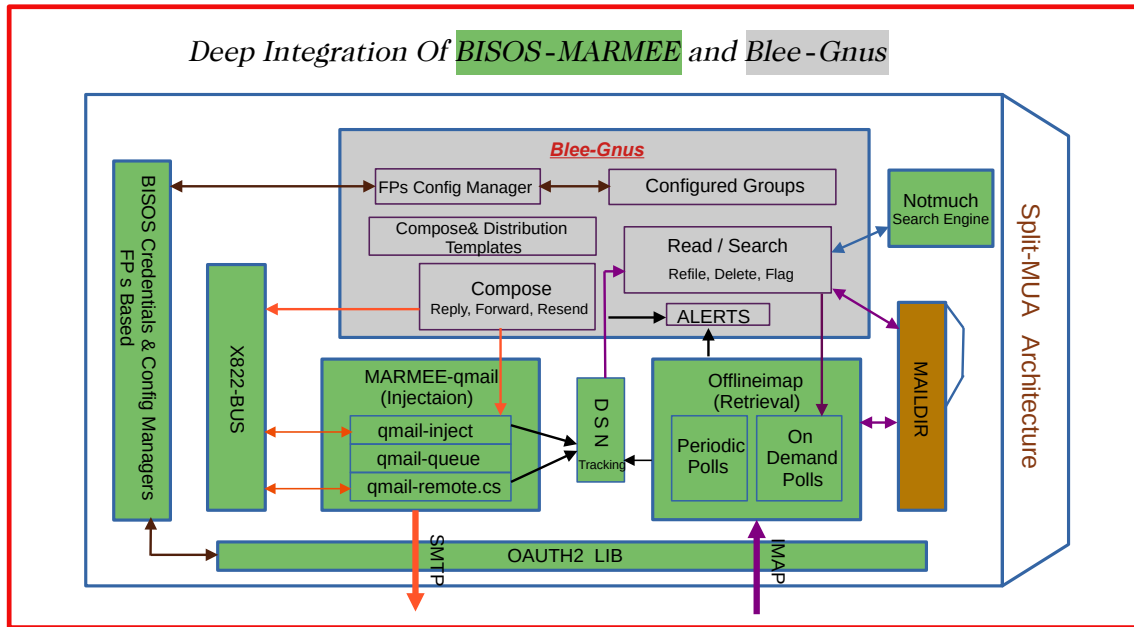 Deep Integration Of BISOS-MARMEE and Blee-Gnus
Blee-Gnus
FPs Config Manager
Configured Groups
Compose& Distribution
Templates
Read / Search
Refile, Delete, Flag
Compose
Reply, Forward, Resend
ALERTS
Notmuch
Search Engine
BISOS Credentials & Config Managers
FP s Based
X822-BUS
MARMEE-qmail
(Injectaion)
qmail-inject
qmail-queue
qmail-remote.cs
DSN
Tracking
Offlineimap
(Retrieval)
Periodic
Polls
On
Demand
Polls
MAILDIR
Split-MUA Architecture
OAUTH2 LIB
SMTP
IMAP